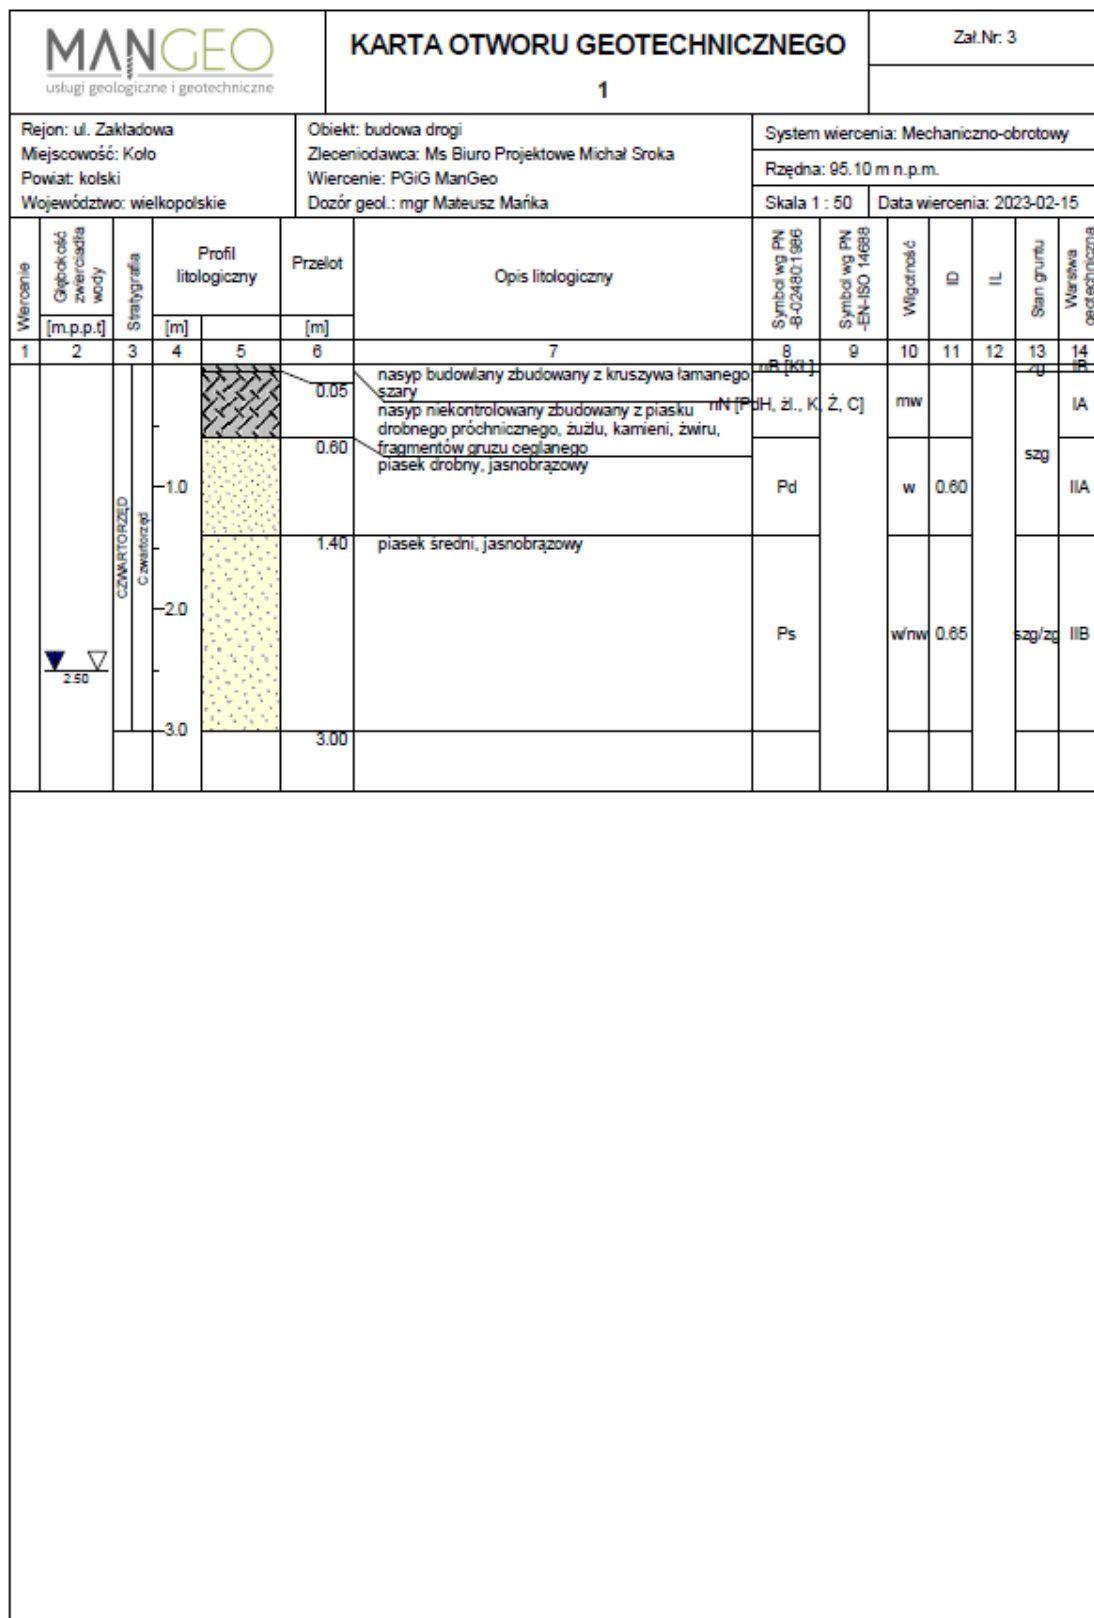 MANGEO
usługi geologiczne i geotechniczne
KARTA OTWORU GEOTECHNICZNEGO
1
Zał.Nr: 3
Rejon: ul. Zakładowa
Miejscowość: Koło
Powiat: kolski
Województwo: wielkopolskie
Obiekt: budowa drogi
Zleceniodawca: Ms Biuro Projektowe Michał Sroka
Wiercenie: PGiG ManGeo
Dozór geol.: mgr Mateusz Mańka
System wiercenia: Mechaniczno-obrotowy
Rzędna: 95.10 m n.p.m.
Skala 1 : 50
Data wiercenia: 2023-02-15
Wiercenie
Głębokość
zwierciadła
wody
[m.p.p.t]
Stratygrafia
Profil
litologiczny
[m]
Przelot
[m]
Opis litologiczny
Symbol wg PN
-B-02480:1986
Symbol wg PN
-EN-ISO 14688
Wilgotność
ID
IL
Stan gruntu
Warstwa
geotechniczna
1 2 3 4 5 6 7 8 9 10 11 12 13 14
nasyp budowlany zbudowany z kruszywa łamanego
szary
0.05
nB [KŁ]
zg
IB
nasyp niekontrolowany zbudowany z piasku
drobnego próchnicznego, żużlu, kamieni, żwiru,
fragmentów gruzu ceglanego
0.60
nN [PdH, żl., K, Ż, C]
mw
IA
szg
piasek drobny, jasnobrązowy
1.0
Pd
w
0.60
IIA
1.40
piasek średni, jasnobrązowy
CZWARTORZĘD
Czwartorzęd
2.0
Ps
w/nw
0.65
szg/zg
IIB
2.50
3.0
3.00